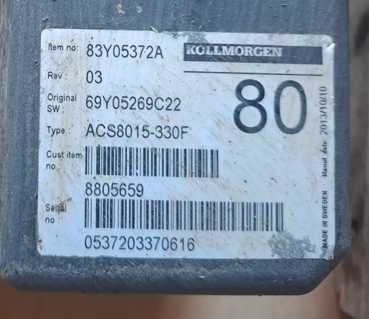 Item no: 83Y05372A
KOLLMORGEN
Rev: 03
Original SW: 69Y05269C22
80
Type: ACS8015-330F
Cust item no:
8805659
Serial no:
0537203370616
MADE IN SWEDEN Manuf. date: 2013/10/10